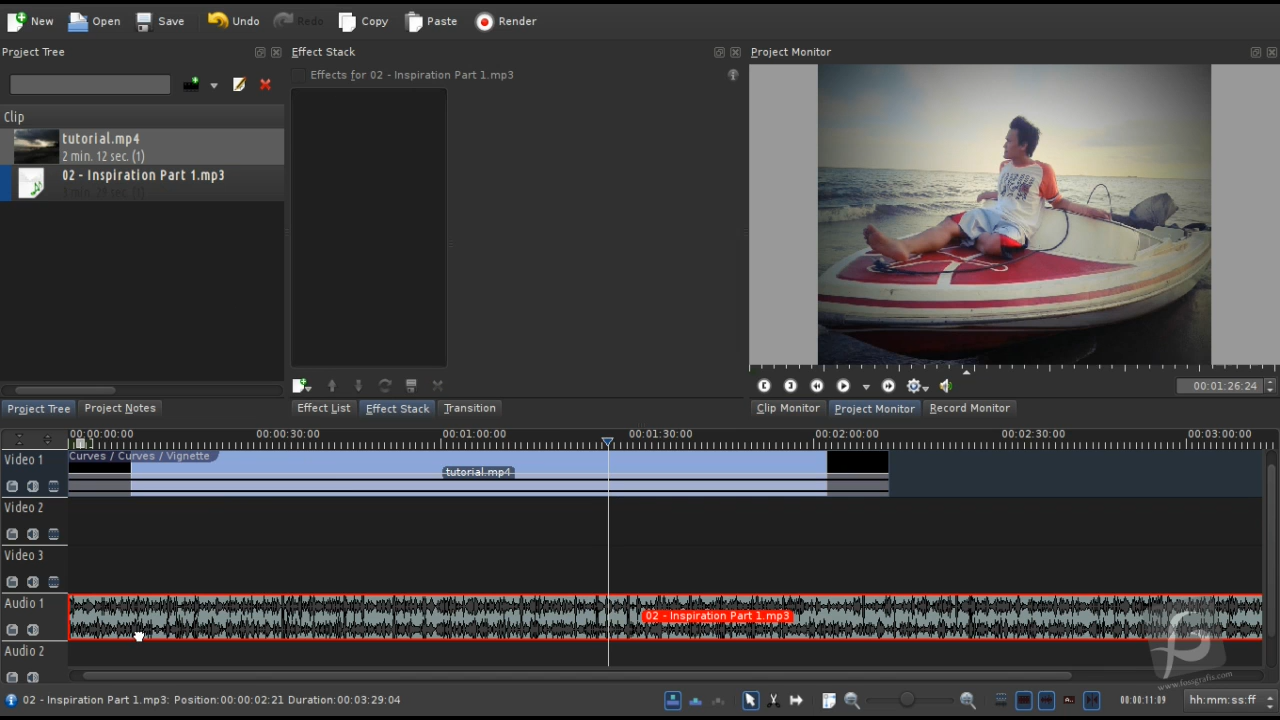 New Open Save Undo Redo Copy Paste Render
Project Tree
Effect Stack
Project Monitor
Effects for 02 - Inspiration Part 1.mp3
Clip
tutorial.mp4
2 min. 12 sec. (1)
02 - Inspiration Part 1.mp3
00:01:26:24
Project Tree Project Notes
Effect List Effect Stack Transition
Clip Monitor Project Monitor Record Monitor
00:00:00:00 00:00:30:00 00:01:00:00 00:01:30:00 00:02:00:00 00:02:30:00 00:03:00:00
Video 1
Curves / Curves / Vignette
tutorial.mp4
Video 2
Video 3
Audio 1
02 - Inspiration Part 1.mp3
Audio 2
www.fossgrafis.com
02 - Inspiration Part 1.mp3: Position:00:00:02:21 Duration:00:03:29:04
00:00:11:09
hh:mm:ss:ff